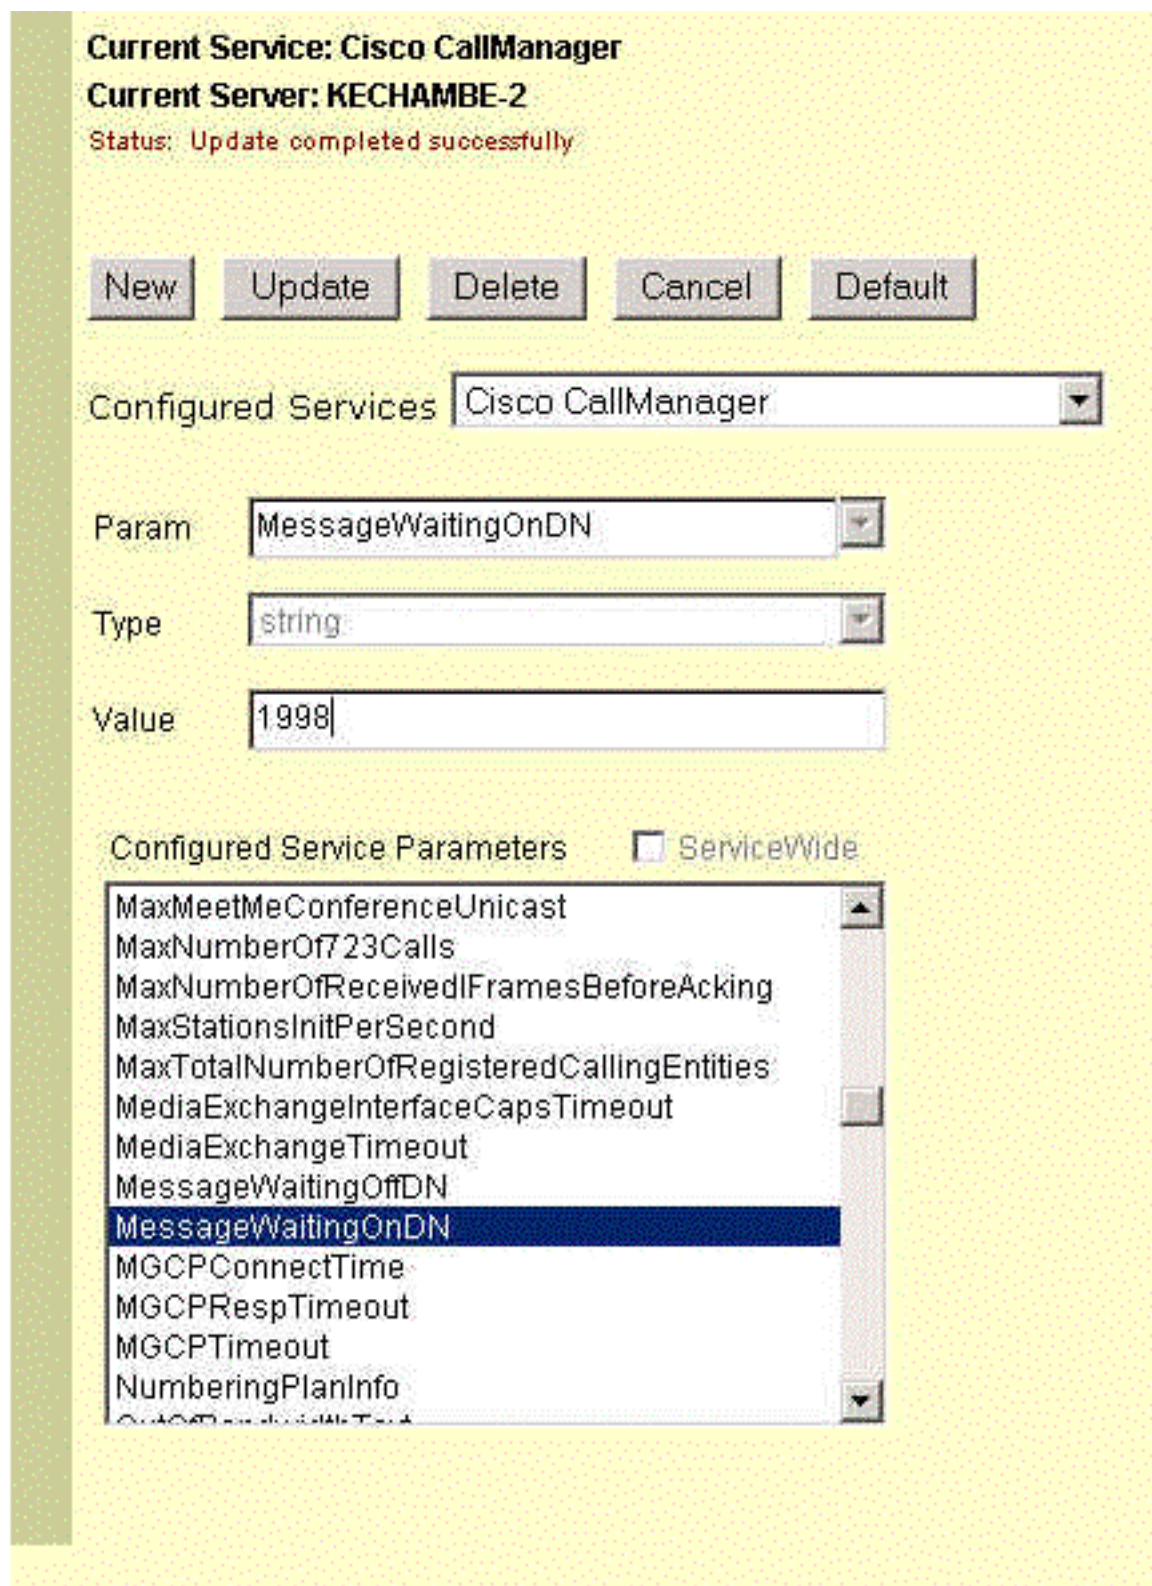 Current Service: Cisco CallManager
Current Server: KECHAMBE-2
Status: Update completed successfully
New Update Delete Cancel Default
Configured Services Cisco CallManager
Param MessageWaitingOnDN
Type string
Value 1998
Configured Service Parameters ServiceWide
MaxMeetMeConferenceUnicast
MaxNumberOf723Calls
MaxNumberOfReceivedIFramesBeforeAcking
MaxStationsInitPerSecond
MaxTotalNumberOfRegisteredCallingEntities
MediaExchangeInterfaceCapsTimeout
MediaExchangeTimeout
MessageWaitingOffDN
MessageWaitingOnDN
MGCPConnectTime
MGCPRespTimeout
MGCPTimeout
NumberingPlanInfo
OutOfBandwidthText